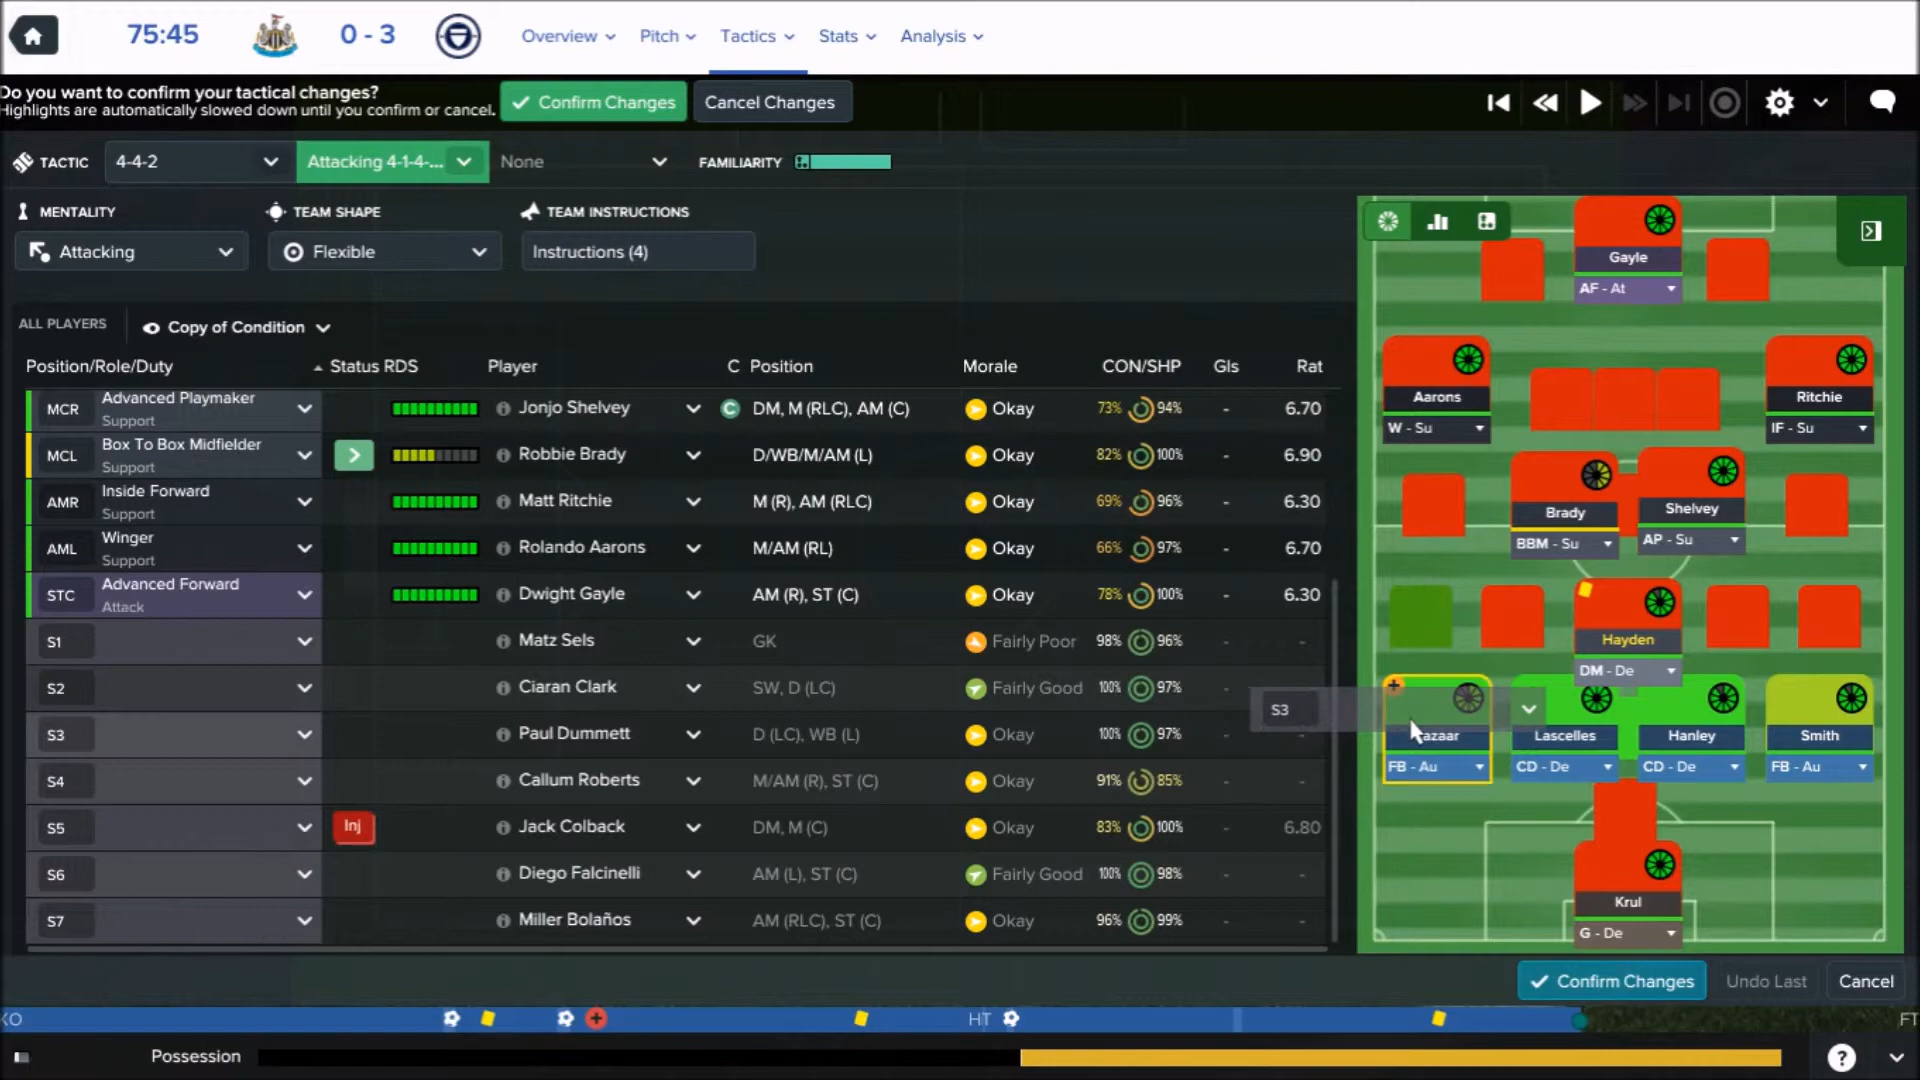 75:45
0 - 3
Overview
Pitch
Tactics
Stats
Analysis
Do you want to confirm your tactical changes?
Highlights are automatically slowed down until you confirm or cancel.
Confirm Changes
Cancel Changes
TACTIC
4-4-2
Attacking 4-1-4-...
None
FAMILIARITY
MENTALITY
TEAM SHAPE
TEAM INSTRUCTIONS
Attacking
Flexible
Instructions (4)
ALL PLAYERS
Copy of Condition
Position/Role/Duty Status RDS Player C Position Morale CON/SHP Gls Rat
MCR Advanced Playmaker Support Jonjo Shelvey C DM, M (RLC), AM (C) Okay 73% 94% - 6.70
MCL Box To Box Midfielder Support Robbie Brady D/WB/M/AM (L) Okay 82% 100% - 6.90
AMR Inside Forward Support Matt Ritchie M (R), AM (RLC) Okay 69% 96% - 6.30
AML Winger Support Rolando Aarons M/AM (RL) Okay 66% 97% - 6.70
STC Advanced Forward Attack Dwight Gayle AM (R), ST (C) Okay 78% 100% - 6.30
S1 Matz Sels GK Fairly Poor 98% 96% - -
S2 Ciaran Clark SW, D (LC) Fairly Good 100% 97% - -
S3 Paul Dummett D (LC), WB (L) Okay 100% 97% - -
S4 Callum Roberts M/AM (R), ST (C) Okay 91% 85% - -
S5 Inj Jack Colback DM, M (C) Okay 83% 100% - 6.80
S6 Diego Falcinelli AM (L), ST (C) Fairly Good 100% 98% - -
S7 Miller Bolaños AM (RLC), ST (C) Okay 96% 99% - -
Gayle
AF - At
Aarons
W - Su
Ritchie
IF - Su
Brady
BBM - Su
Shelvey
AP - Su
Hayden
DM - De
S3
azaar
FB - Au
Lascelles
CD - De
Hanley
CD - De
Smith
FB - Au
Krul
G - De
Confirm Changes
Undo Last
Cancel
KO
HT
FT
Possession
?